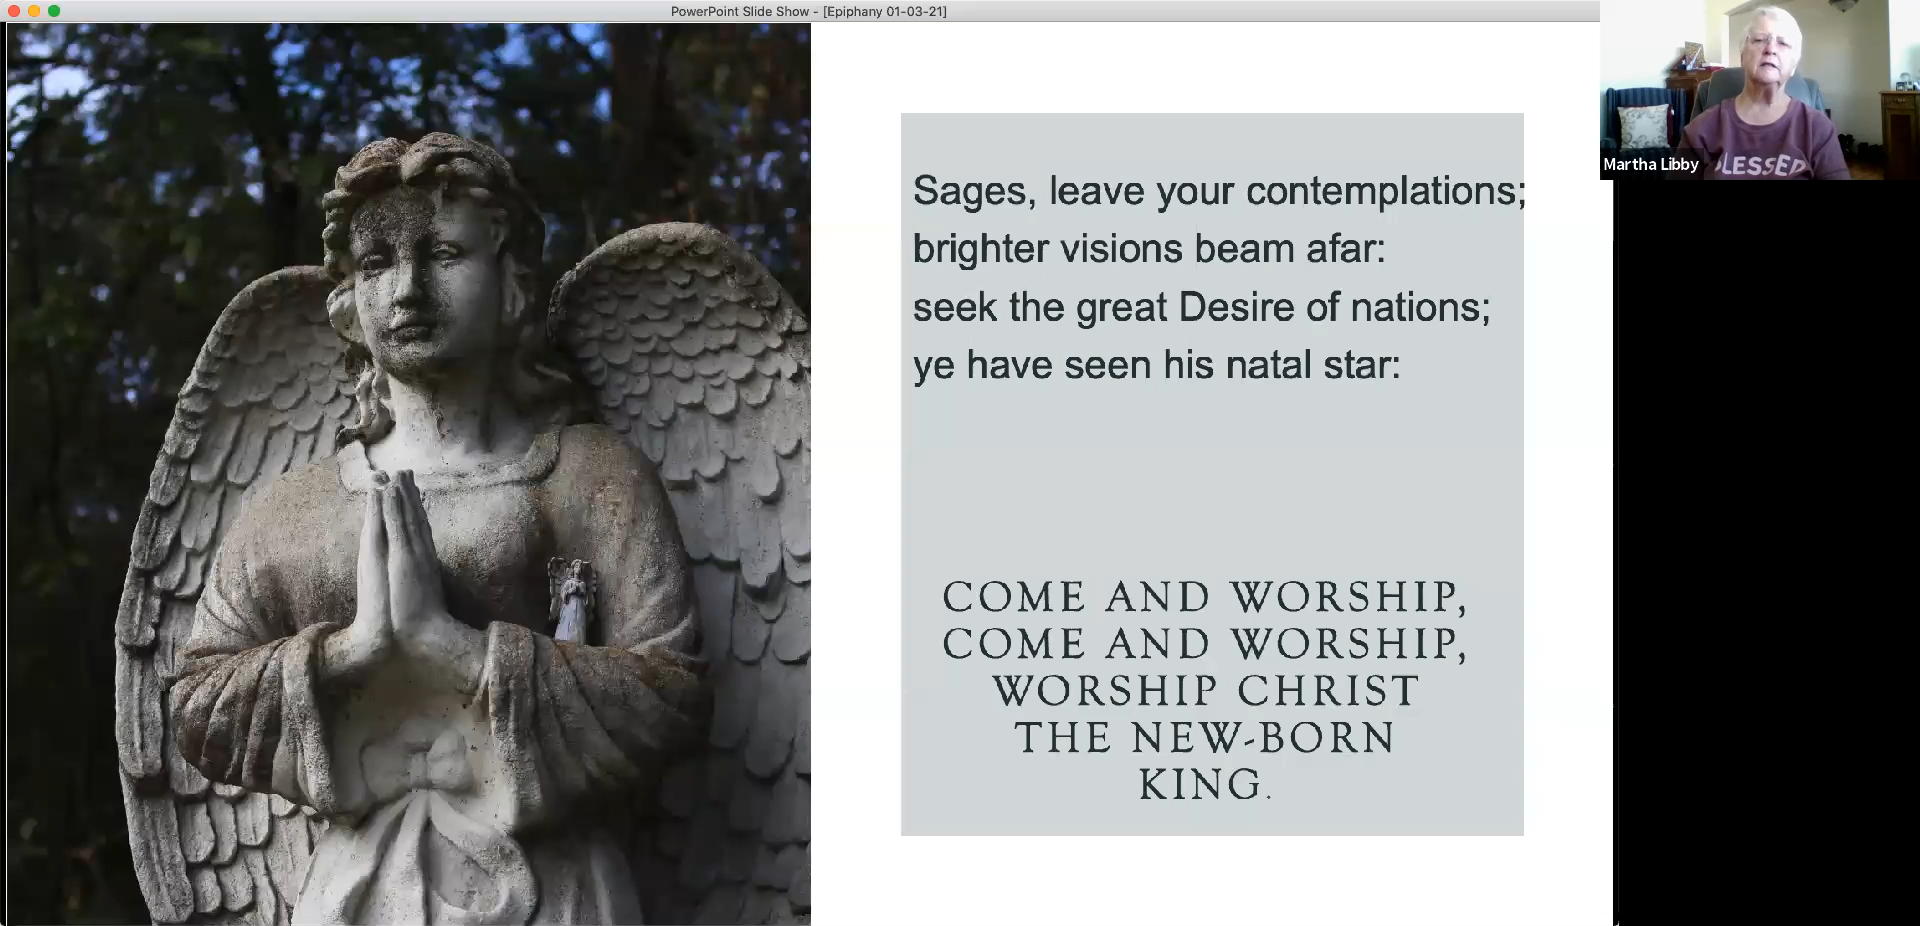 PowerPoint Slide Show - [Epiphany 01-03-21]
Sages, leave your contemplations;
brighter visions beam afar:
seek the great Desire of nations;
ye have seen his natal star:
COME AND WORSHIP,
COME AND WORSHIP,
WORSHIP CHRIST
THE NEW-BORN
KING.
Martha Libby
BLESSED